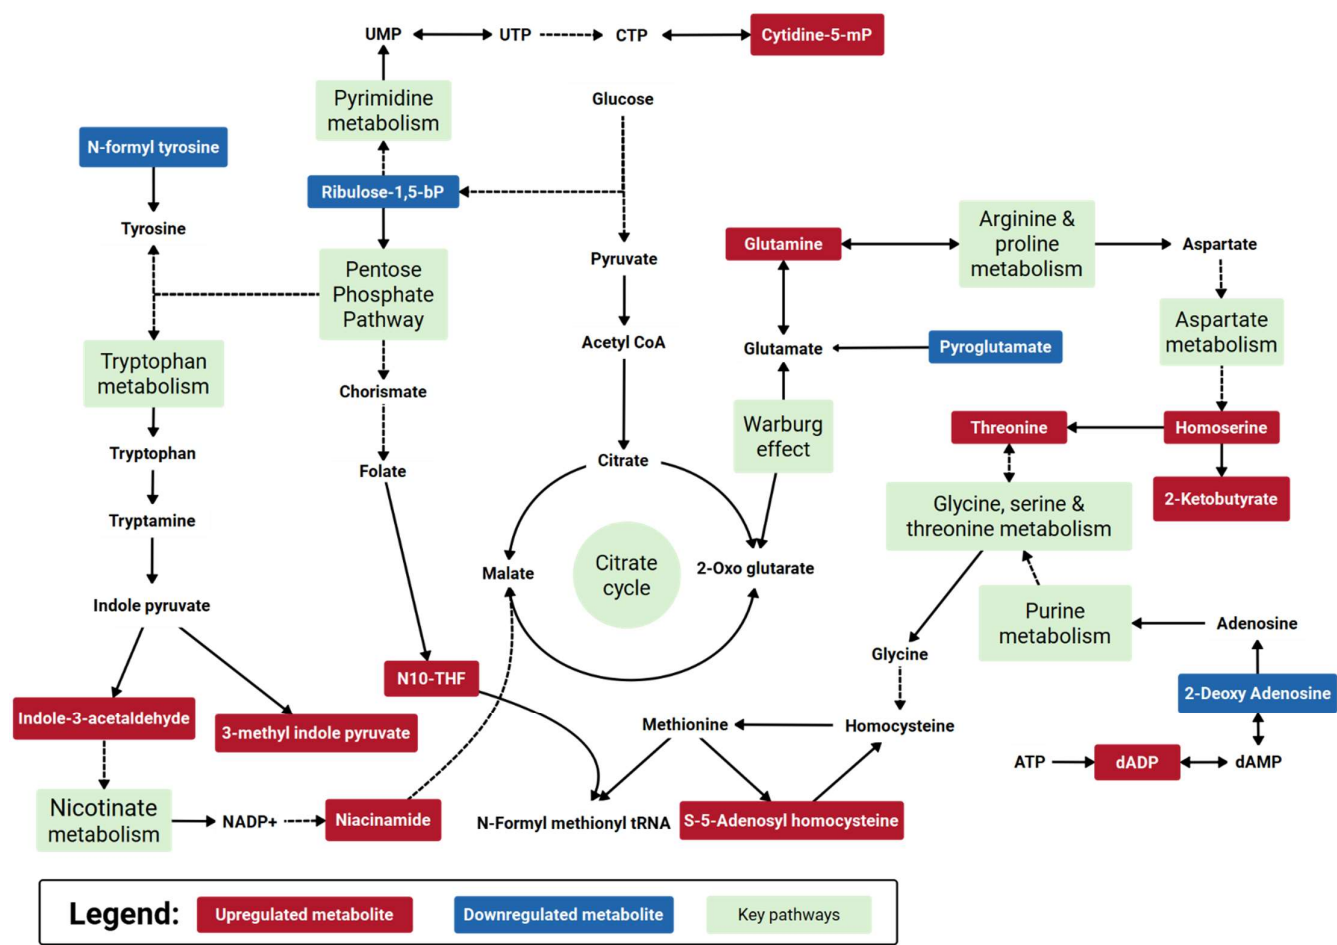 UMP
UTP
CTP
Cytidine-5-mP
Pyrimidine
metabolism
Glucose
N-formyl tyrosine
Ribulose-1,5-bP
Tyrosine
Glutamine
Arginine &
proline
metabolism
Aspartate
Pentose
Phosphate
Pathway
Pyruvate
Acetyl CoA
Glutamate
Pyroglutamate
Aspartate
metabolism
Tryptophan
metabolism
Chorismate
Warburg
effect
Threonine
Homoserine
Tryptophan
Folate
Citrate
2-Ketobutyrate
Glycine, serine &
threonine metabolism
Tryptamine
Malate
Citrate
cycle
2-Oxo glutarate
Indole pyruvate
Purine
metabolism
Adenosine
Glycine
N10-THF
2-Deoxy Adenosine
Indole-3-acetaldehyde
3-methyl indole pyruvate
Methionine
Homocysteine
ATP
dADP
dAMP
Nicotinate
metabolism
NADP+
Niacinamide
N-Formyl methionyl tRNA
S-5-Adenosyl homocysteine
Legend:
Upregulated metabolite
Downregulated metabolite
Key pathways